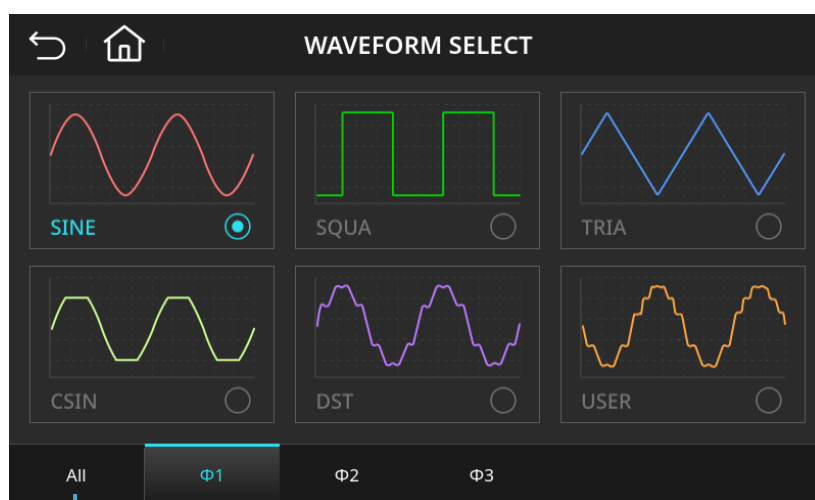 WAVEFORM SELECT
SINE SQUA TRIA
CSIN DST USER
All Φ1 Φ2 Φ3